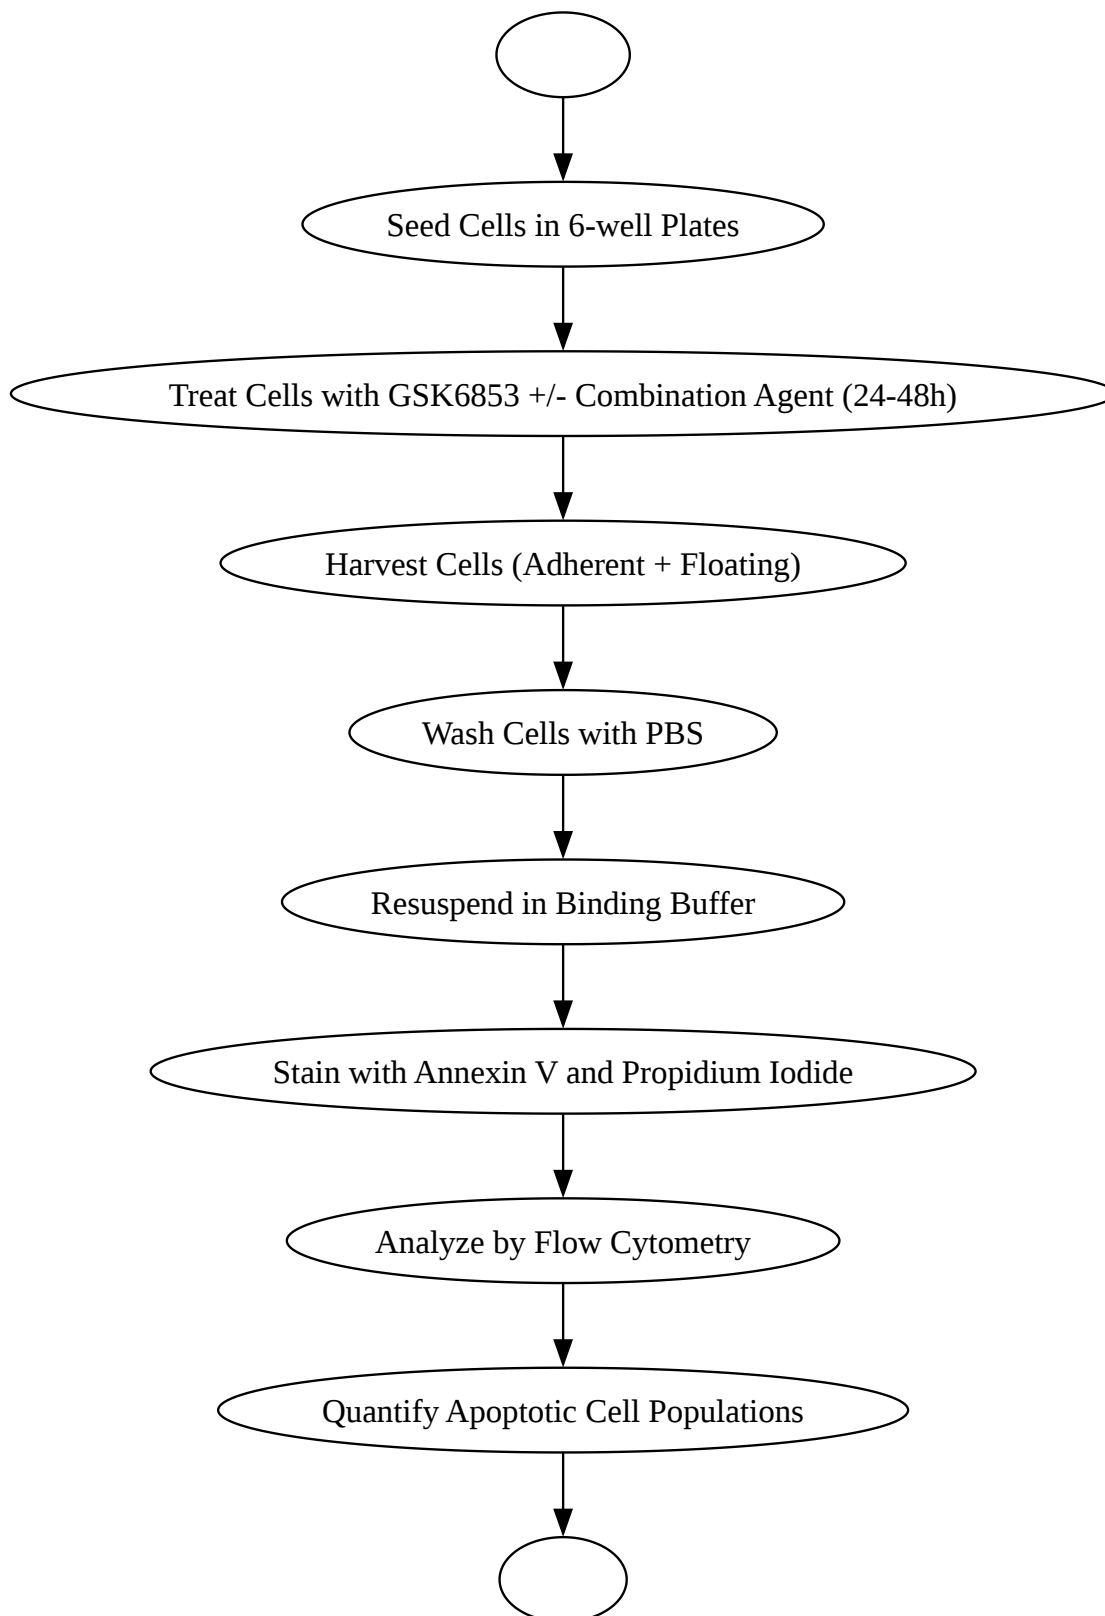 Seed Cells in 6-well Plates
Treat Cells with GSK6853 +/- Combination Agent (24-48h)
Harvest Cells (Adherent + Floating)
Wash Cells with PBS
Resuspend in Binding Buffer
Stain with Annexin V and Propidium Iodide
Analyze by Flow Cytometry
Quantify Apoptotic Cell Populations